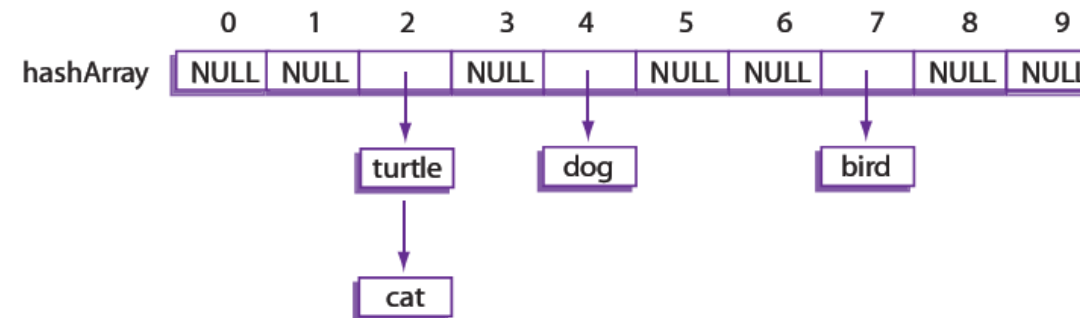 0 1 2 3 4 5 6 7 8 9
hashArray NULL NULL NULL NULL NULL NULL NULL
turtle dog bird
cat